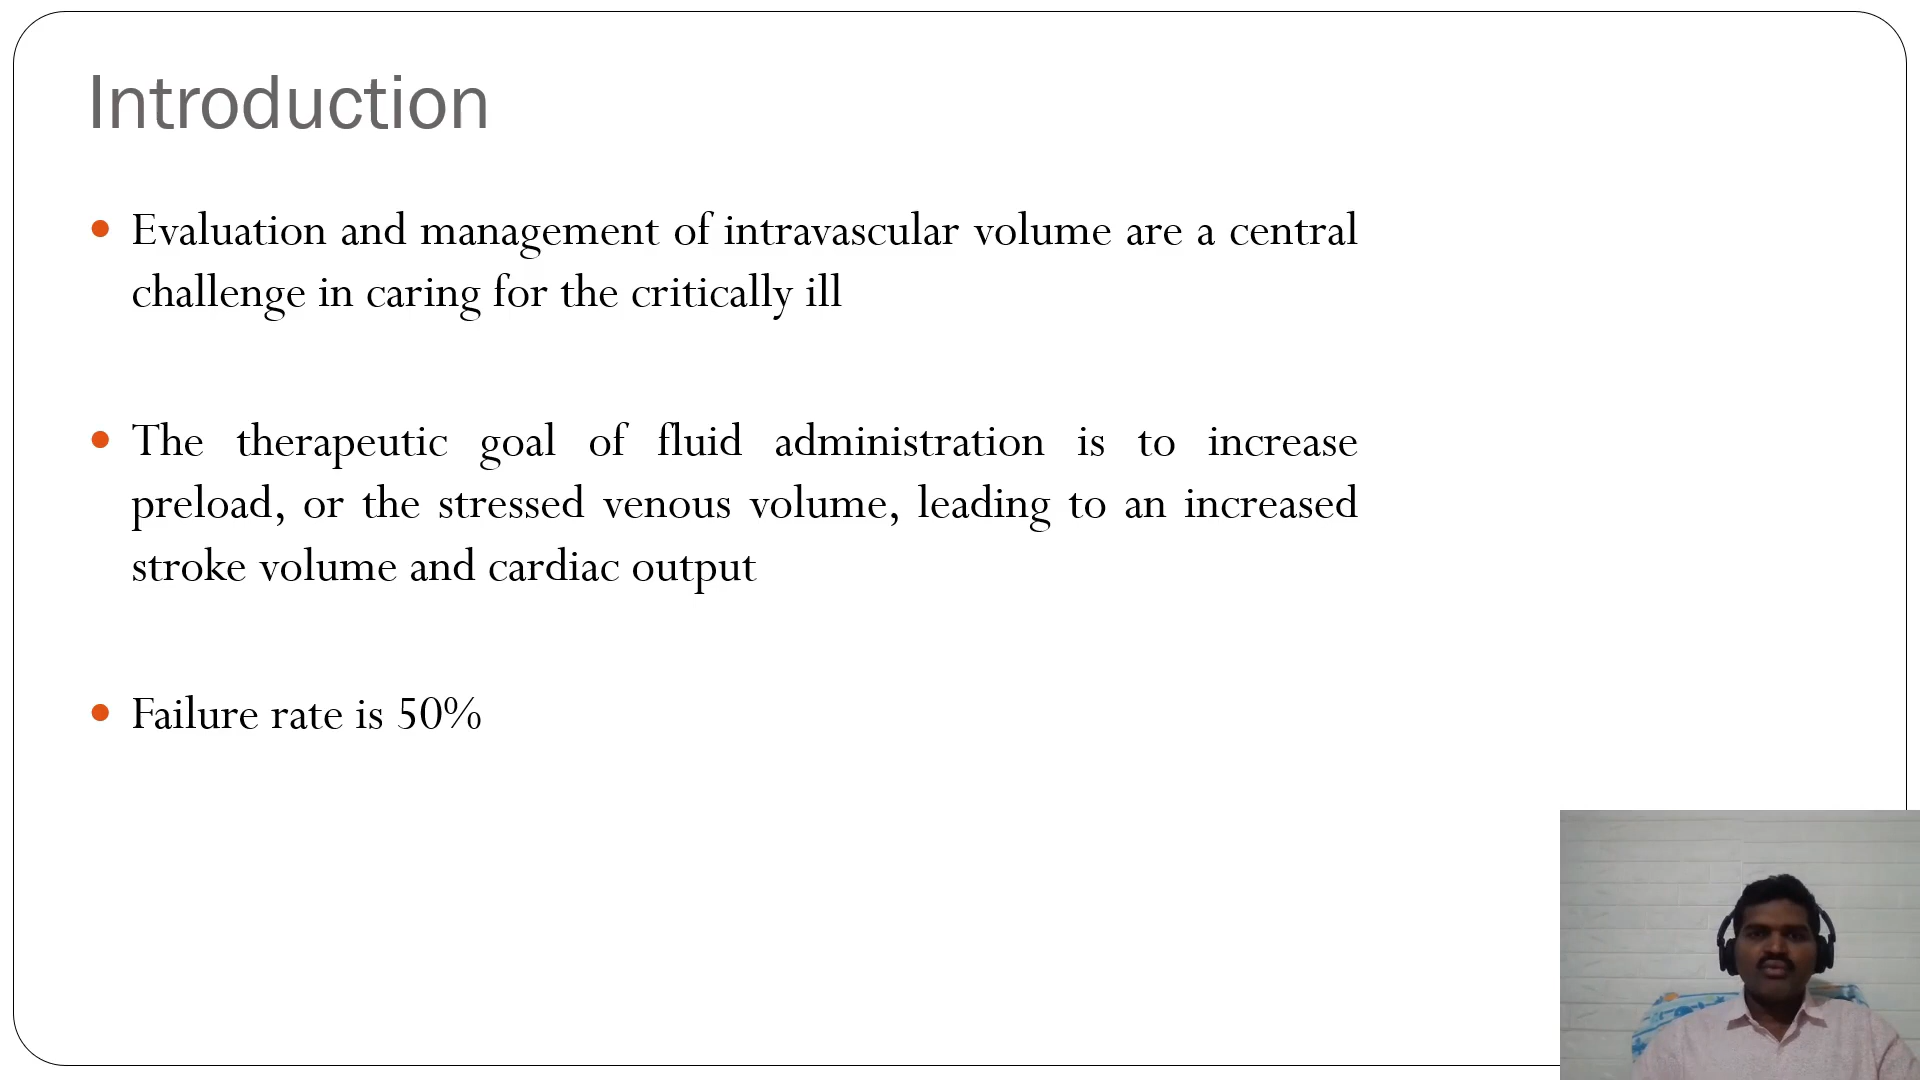 Introduction
Evaluation and management of intravascular volume are a central
challenge in caring for the critically ill
The therapeutic goal of fluid administration is to increase
preload, or the stressed venous volume, leading to an increased
stroke volume and cardiac output
Failure rate is 50%